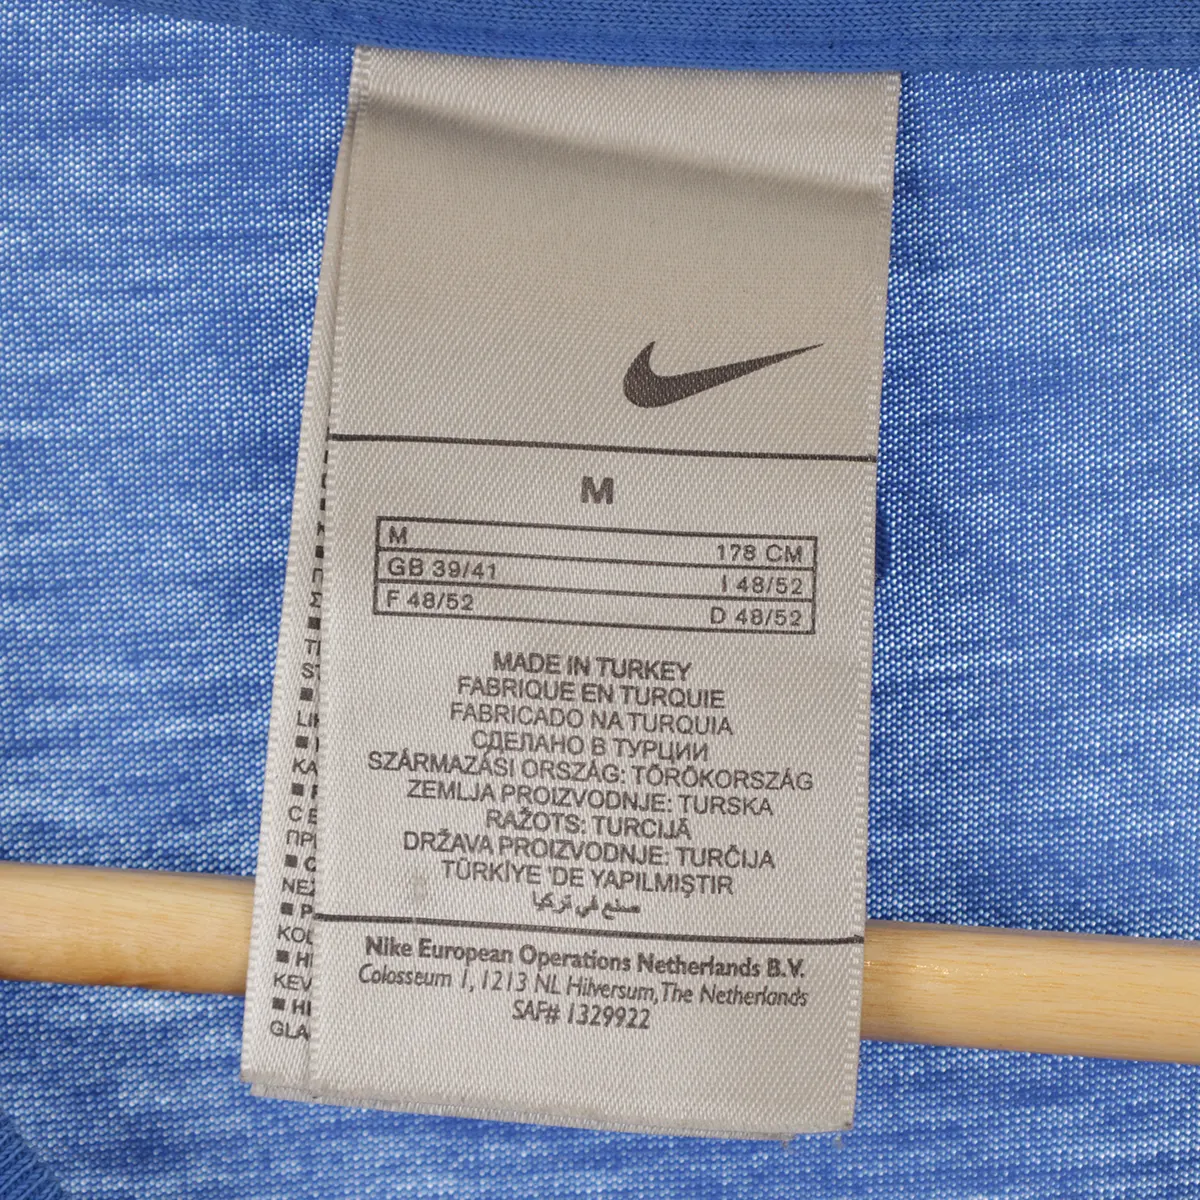 M
M 178 CM
GB 39/41 I 48/52
F 48/52 D 48/52
MADE IN TURKEY
FABRIQUE EN TURQUIE
FABRICADO NA TURQUIA
СДЕЛАНО В ТУРЦИИ
SZÁRMAZÁSI ORSZÁG: TÖRÖKORSZÁG
ZEMLJA PROIZVODNJE: TURSKA
RAŽOTS: TURCIJĀ
DRŽAVA PROIZVODNJE: TURČIJA
TÜRKİYE 'DE YAPILMIŞTIR
صنع في تركيا
Nike European Operations Netherlands B.V.
Colosseum 1, 1213 NL Hilversum, The Netherlands
SAF# 1329922